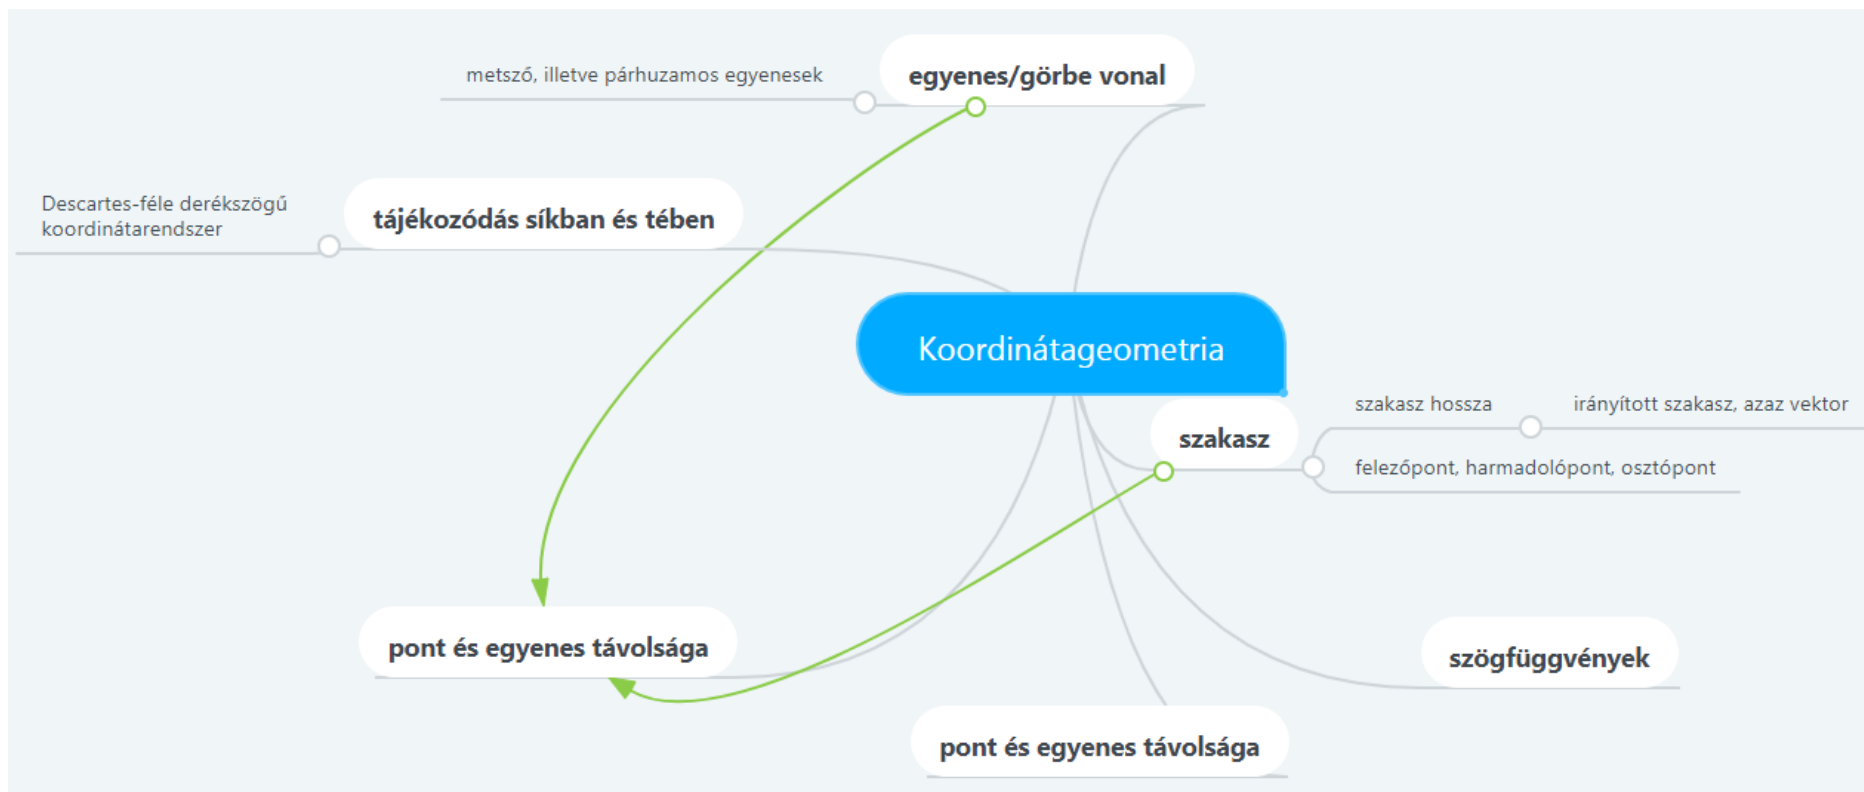 egyenes/görbe vonal
metsző, illetve párhuzamos egyenesek
tájékozódás síkban és tében
Descartes-féle derékszögű
koordinátarendszer
Koordinátageometria
szakasz
szakasz hossza
irányított szakasz, azaz vektor
felezőpont, harmadolópont, osztópont
pont és egyenes távolsága
szögfüggvények
pont és egyenes távolsága